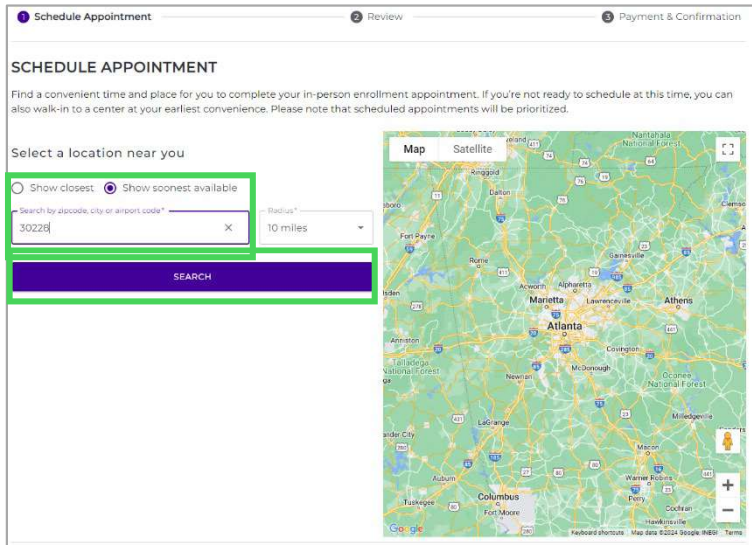 1 Schedule Appointment
2 Review
3 Payment & Confirmation
SCHEDULE APPOINTMENT
Find a convenient time and place for you to complete your in-person enrollment appointment. If you're not ready to schedule at this time, you can
also walk-in to a center at your earliest convenience. Please note that scheduled appointments will be prioritized.
Select a location near you
Show closest
Show soonest available
Search by zipcode, city or airport code*
30228
×
Radius*
10 miles
SEARCH
Map
Satellite
Nantahala
National Forest
Ringgold
Dalton
Fort Payne
Rome
Gainesville
Acworth
Alpharetta
Marietta
Lawrenceville
Athens
Atlanta
Anniston
Covington
Talladega
National Forest
McDonough
Newnan
Oconee
National Forest
LaGrange
Milledgeville
Macon
Auburn
Warner Robins
Tuskegee
Columbus
Perry
Fort Moore
Cochran
Hawkinsville
+
−
Google
Keyboard shortcuts
Map data ©2024 Google, INEGI
Terms